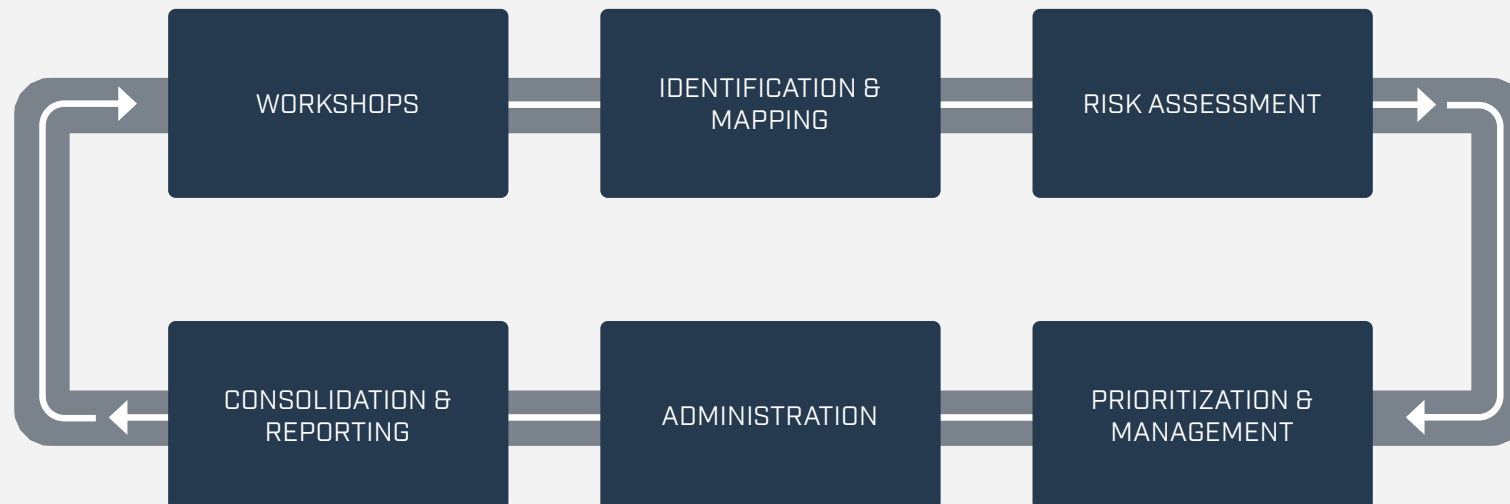 WORKSHOPS
IDENTIFICATION &
MAPPING
RISK ASSESSMENT
CONSOLIDATION &
REPORTING
ADMINISTRATION
PRIORITIZATION &
MANAGEMENT